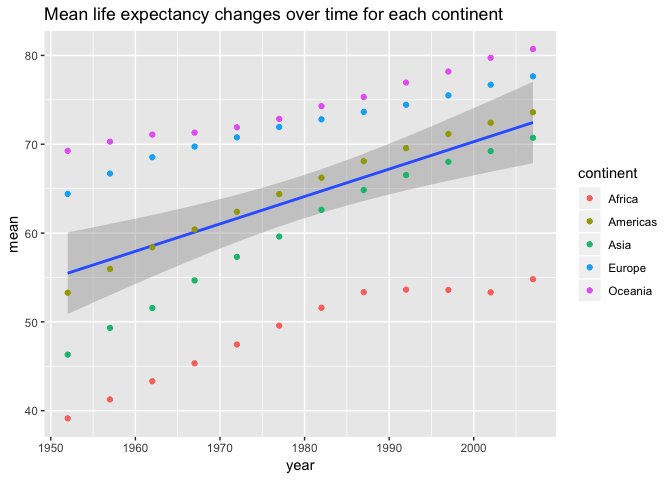 Mean life expectancy changes over time for each continent
80
70
60
50
40
mean
1950 1960 1970 1980 1990 2000
year
continent
Africa
Americas
Asia
Europe
Oceania